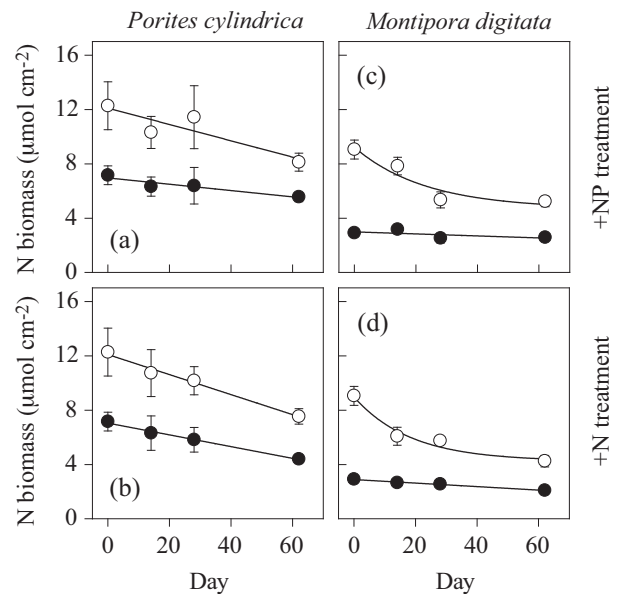 Porites cylindrica
Montipora digitata
16
12
8
4
0
N biomass (μmol cm-2)
(a)
(c)
+NP treatment
16
12
8
4
0
N biomass (μmol cm-2)
(b)
(d)
+N treatment
0 20 40 60
0 20 40 60
Day
Day